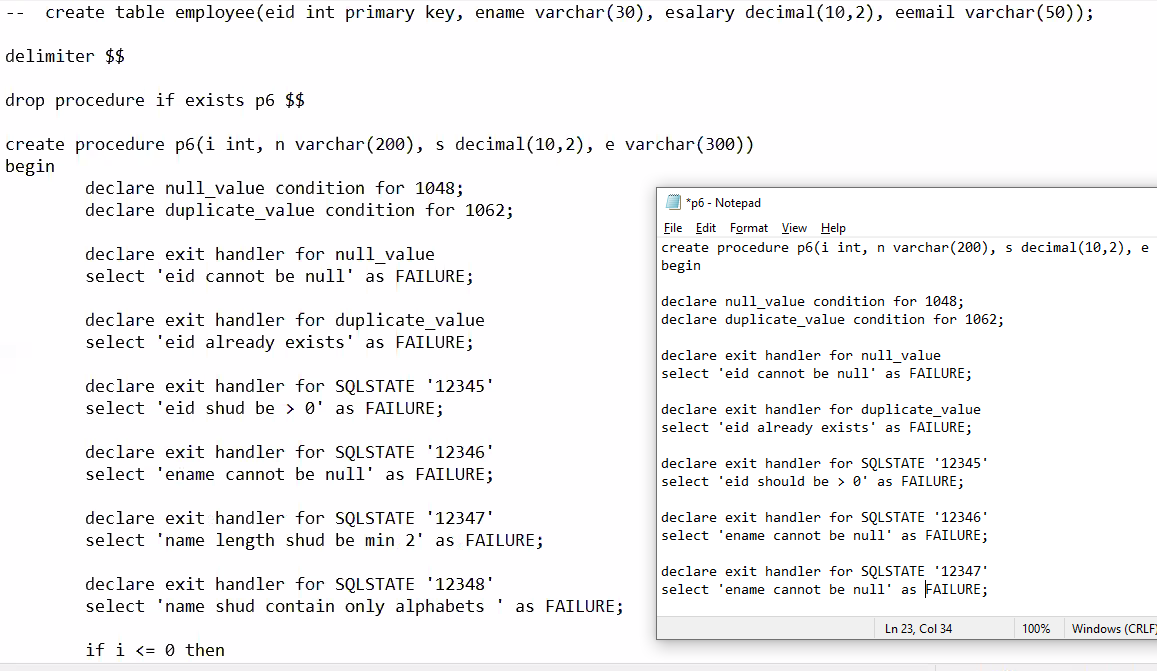 --  create table employee(eid int primary key, ename varchar(30), esalary decimal(10,2), eemail varchar(50));
delimiter $$
drop procedure if exists p6 $$
create procedure p6(i int, n varchar(200), s decimal(10,2), e varchar(300))
begin
declare null_value condition for 1048;
declare duplicate_value condition for 1062;
declare exit handler for null_value
select 'eid cannot be null' as FAILURE;
declare exit handler for duplicate_value
select 'eid already exists' as FAILURE;
declare exit handler for SQLSTATE '12345'
select 'eid shud be > 0' as FAILURE;
declare exit handler for SQLSTATE '12346'
select 'ename cannot be null' as FAILURE;
declare exit handler for SQLSTATE '12347'
select 'name length shud be min 2' as FAILURE;
declare exit handler for SQLSTATE '12348'
select 'name shud contain only alphabets ' as FAILURE;
if i <= 0 then
*p6 - Notepad
File Edit Format View Help
create procedure p6(i int, n varchar(200), s decimal(10,2), e
begin
declare null_value condition for 1048;
declare duplicate_value condition for 1062;
declare exit handler for null_value
select 'eid cannot be null' as FAILURE;
declare exit handler for duplicate_value
select 'eid already exists' as FAILURE;
declare exit handler for SQLSTATE '12345'
select 'eid should be > 0' as FAILURE;
declare exit handler for SQLSTATE '12346'
select 'ename cannot be null' as FAILURE;
declare exit handler for SQLSTATE '12347'
select 'ename cannot be null' as FAILURE;
Ln 23, Col 34 100% Windows (CRLF)